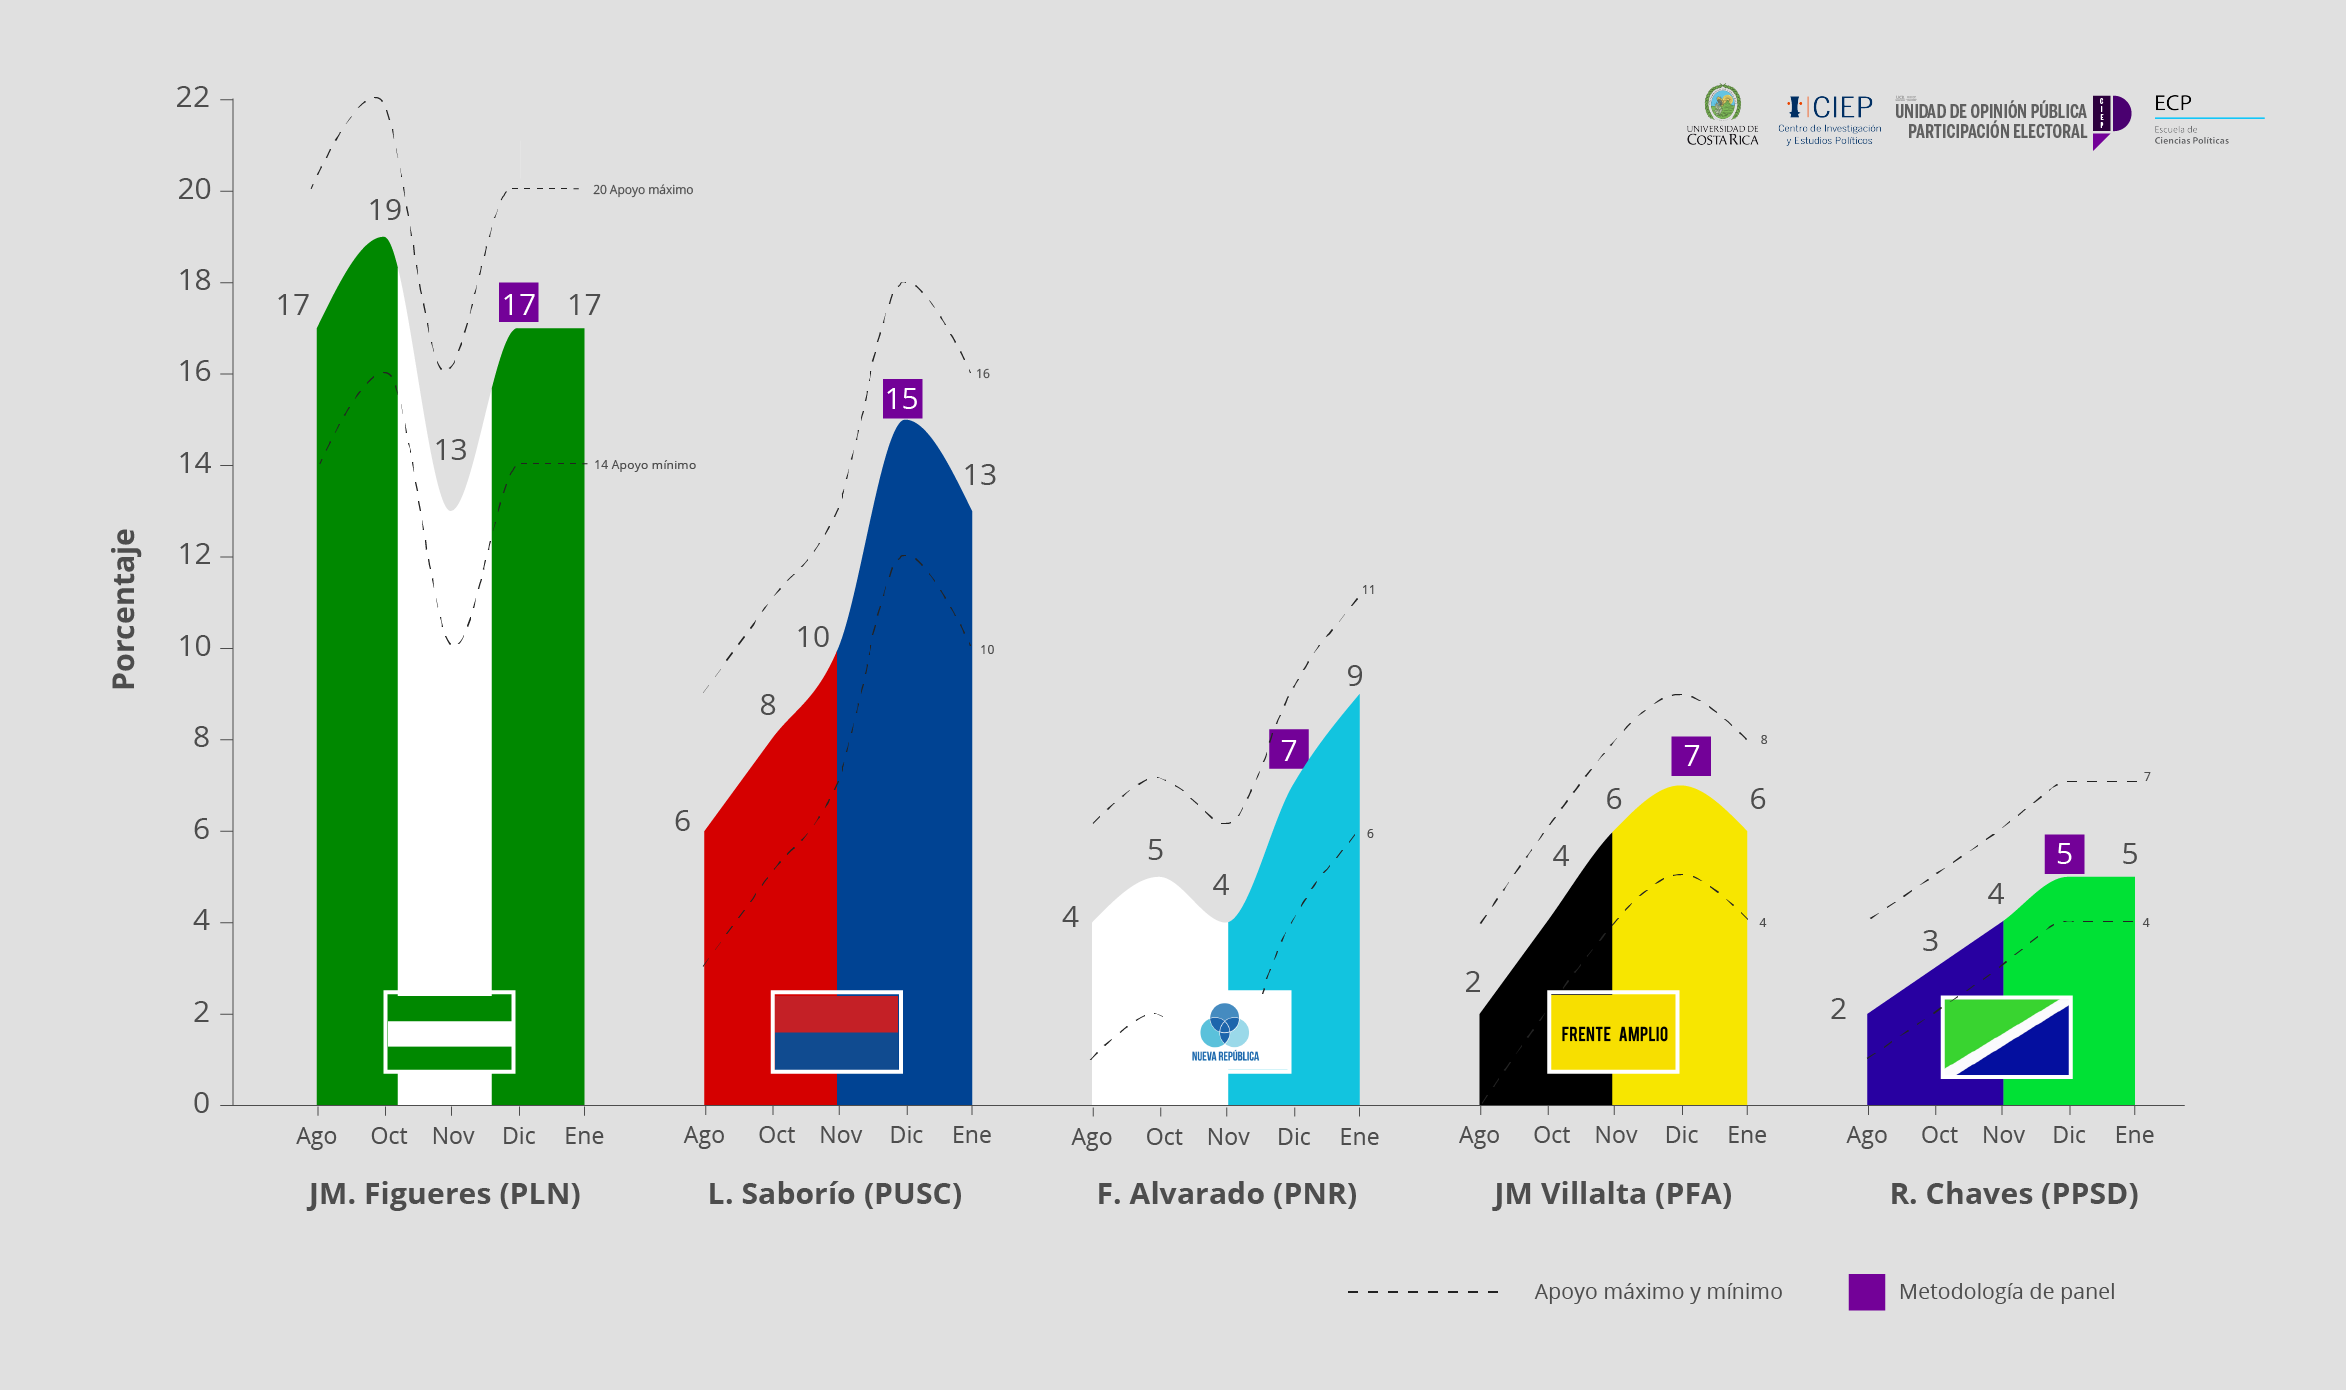 UNIVERSIDAD DE
COSTA RICA
CIEP
Centro de Investigación
y Estudios Políticos
UNIDAD DE OPINIÓN PÚBLICA
PARTICIPACIÓN ELECTORAL
CIEP
ECP
Escuela de
Ciencias Políticas
Porcentaje
22
20
18
16
14
12
10
8
6
4
2
0
17
19
13
17
17
20 Apoyo máximo
14 Apoyo mínimo
6
8
10
15
13
16
10
4
5
4
7
9
11
6
NUEVA REPÚBLICA
2
4
6
7
6
8
4
FRENTE AMPLIO
2
3
4
5
5
7
4
Ago Oct Nov Dic Ene
Ago Oct Nov Dic Ene
Ago Oct Nov Dic Ene
Ago Oct Nov Dic Ene
Ago Oct Nov Dic Ene
JM. Figueres (PLN)
L. Saborío (PUSC)
F. Alvarado (PNR)
JM Villalta (PFA)
R. Chaves (PPSD)
Apoyo máximo y mínimo
Metodología de panel